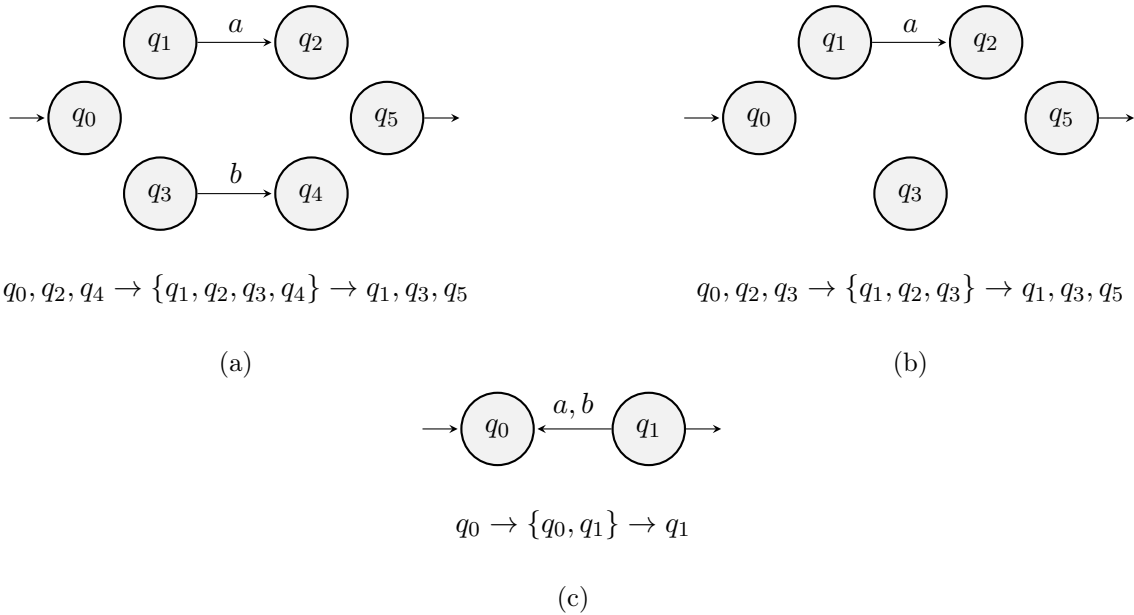 q₁ a q₂ q₁ a q₂
q₀ q₅ q₀ q₅
q₃ b q₄ q₃
q₀, q₂, q₄ → {q₁, q₂, q₃, q₄} → q₁, q₃, q₅ q₀, q₂, q₃ → {q₁, q₂, q₃} → q₁, q₃, q₅
(a) (b)
q₀ a, b q₁
q₀ → {q₀, q₁} → q₁
(c)